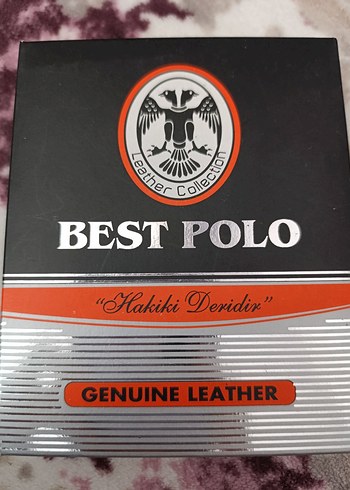 Leather Collection
BEST POLO
“Hakiki Deridir”
GENUINE LEATHER